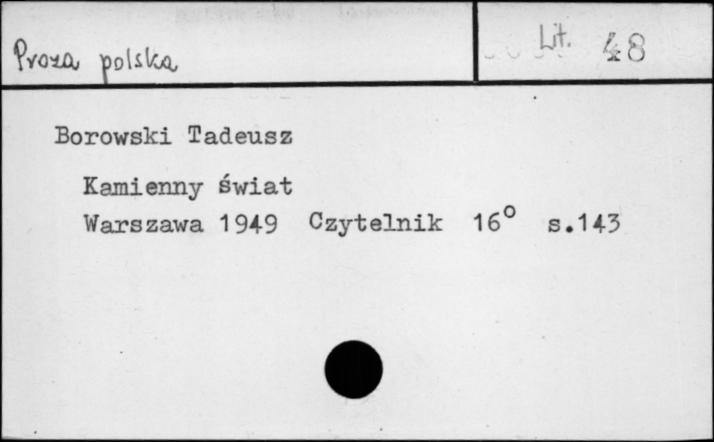 Proza polska
Lit. 48
Borowski Tadeusz
Kamienny świat
Warszawa 1949 Czytelnik 16° s.143